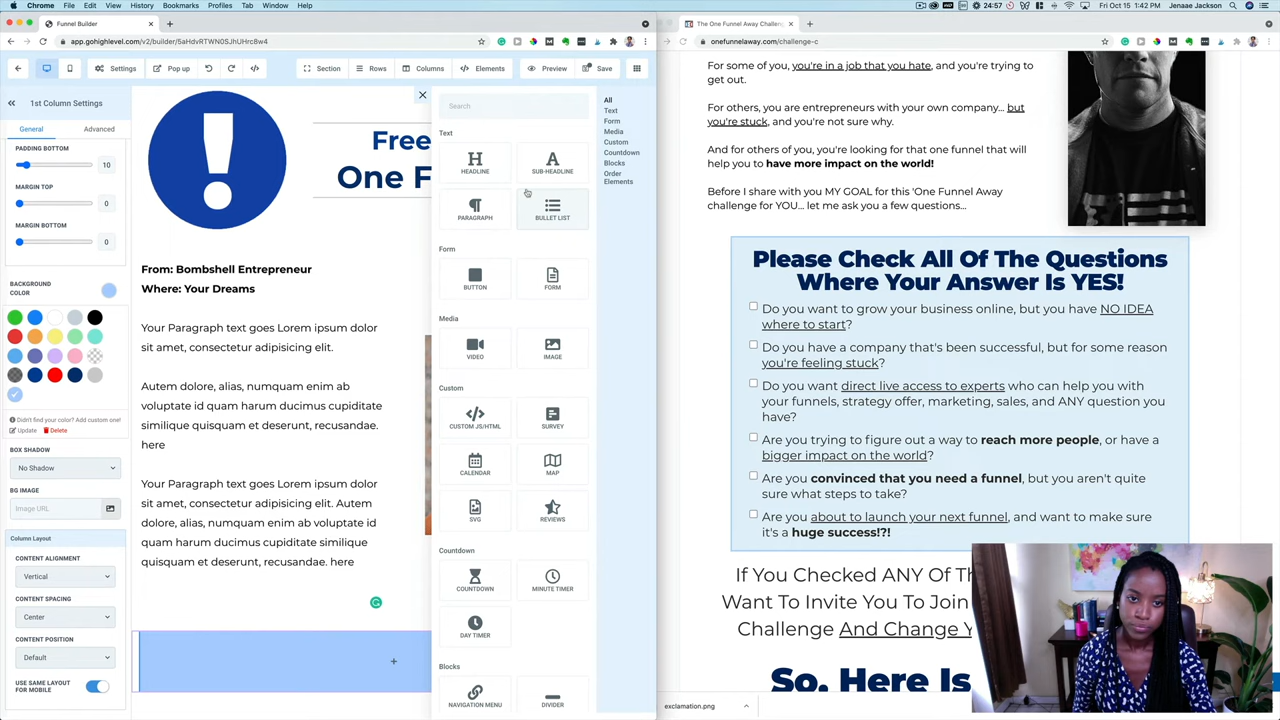 Chrome File Edit View History Bookmarks Profiles Tab Window Help
24:57 Fri Oct 15 1:42 PM Jenaae Jackson
Funnel Builder
The One Funnel Away Challeng
app.gohighlevel.com/v2/builder/5aHdvRTWN0SJhUHrc8w4
onefunnelaway.com/challenge-c
Settings Pop up Section Rows Columns Elements Preview Save
1st Column Settings
General Advanced
PADDING BOTTOM
10
MARGIN TOP
0
MARGIN BOTTOM
0
BACKGROUND
COLOR
Didn't find your color? Add custom one!
Update Delete
BOX SHADOW
No Shadow
BG IMAGE
Image URL
Column Layout
CONTENT ALIGNMENT
Vertical
CONTENT SPACING
Center
CONTENT POSITION
Default
USE SAME LAYOUT
FOR MOBILE
Free
One F
From: Bombshell Entrepreneur
Where: Your Dreams
Your Paragraph text goes Lorem ipsum dolor
sit amet, consectetur adipisicing elit.
Autem dolore, alias, numquam enim ab
voluptate id quam harum ducimus cupiditate
similique quisquam et deserunt, recusandae.
here
Your Paragraph text goes Lorem ipsum dolor
sit amet, consectetur adipisicing elit. Autem
dolore, alias, numquam enim ab voluptate id
quam harum ducimus cupiditate similique
quisquam et deserunt, recusandae. here
Search
Text
HEADLINE SUB-HEADLINE
PARAGRAPH BULLET LIST
Form
BUTTON FORM
Media
VIDEO IMAGE
Custom
CUSTOM JS/HTML SURVEY
CALENDAR MAP
SVG REVIEWS
Countdown
COUNTDOWN MINUTE TIMER
DAY TIMER
Blocks
NAVIGATION MENU DIVIDER
All
Text
Form
Media
Custom
Countdown
Blocks
Order
Elements
For some of you, you're in a job that you hate, and you're trying to
get out.
For others, you are entrepreneurs with your own company... but
you're stuck, and you're not sure why.
And for others of you, you're looking for that one funnel that will
help you to have more impact on the world!
Before I share with you MY GOAL for this 'One Funnel Away
challenge for YOU... let me ask you a few questions...
Please Check All Of The Questions
Where Your Answer Is YES!
Do you want to grow your business online, but you have NO IDEA
where to start?
Do you have a company that's been successful, but for some reason
you're feeling stuck?
Do you want direct live access to experts who can help you with
your funnels, strategy offer, marketing, sales, and ANY question you
have?
Are you trying to figure out a way to reach more people, or have a
bigger impact on the world?
Are you convinced that you need a funnel, but you aren't quite
sure what steps to take?
Are you about to launch your next funnel, and want to make sure
it's a huge success!?!
If You Checked ANY Of Th
Want To Invite You To Join
Challenge And Change Y
So, Here Is
exclamation.png